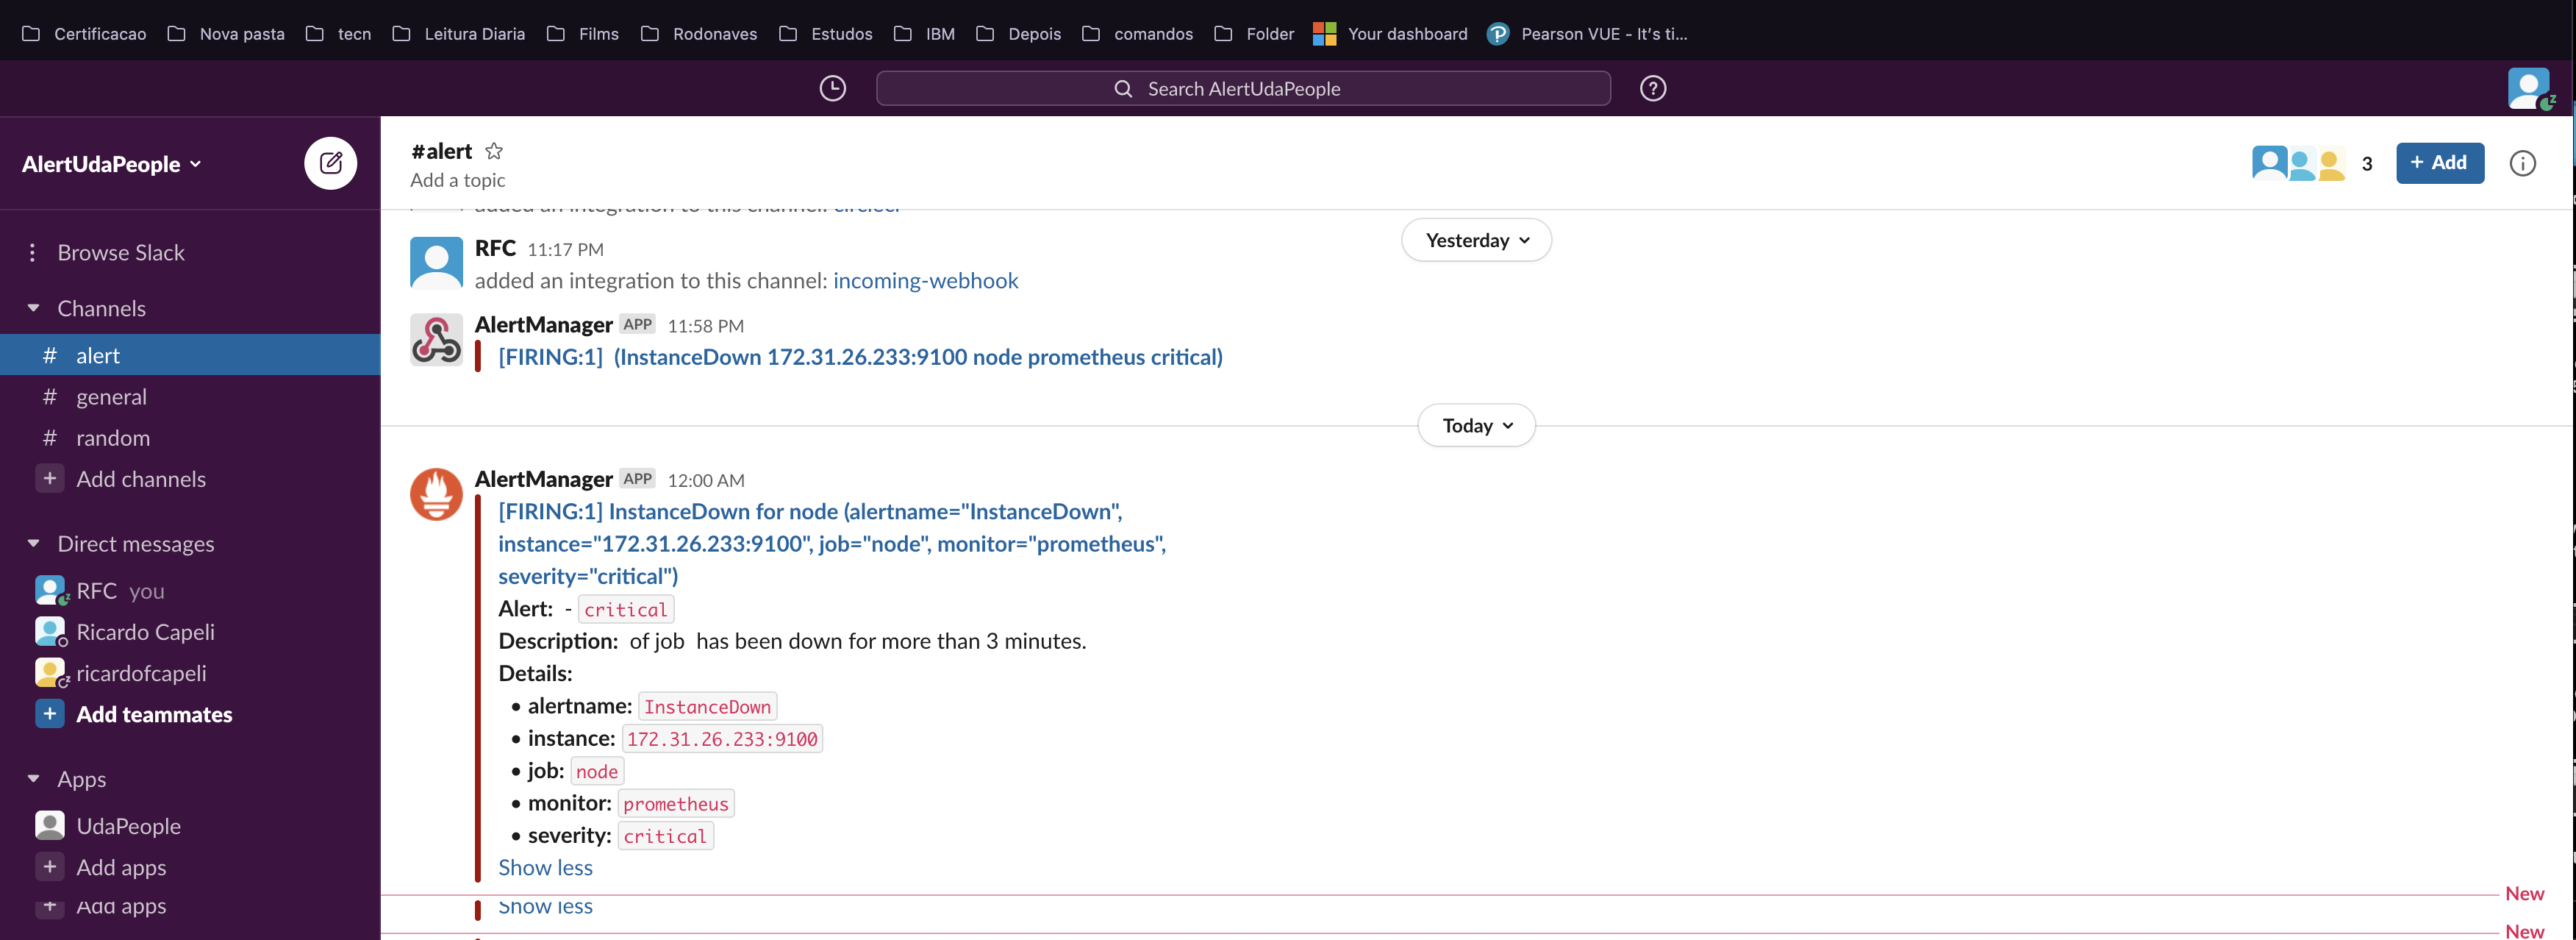 Certificacao Nova pasta tecn Leitura Diaria Films Rodonaves Estudos IBM Depois comandos Folder Your dashboard Pearson VUE - It's ti...
Search AlertUdaPeople
AlertUdaPeople
Browse Slack
Channels
# alert
# general
# random
+ Add channels
Direct messages
RFC you
Ricardo Capeli
ricardofcapeli
+ Add teammates
Apps
UdaPeople
+ Add apps
+ Add apps
#alert
Add a topic
3
+ Add
added an integration to this channel: circleci
Yesterday
RFC 11:17 PM
added an integration to this channel: incoming-webhook
AlertManager APP 11:58 PM
[FIRING:1] (InstanceDown 172.31.26.233:9100 node prometheus critical)
Today
AlertManager APP 12:00 AM
[FIRING:1] InstanceDown for node (alertname="InstanceDown",
instance="172.31.26.233:9100", job="node", monitor="prometheus",
severity="critical")
Alert: - critical
Description: of job has been down for more than 3 minutes.
Details:
• alertname: InstanceDown
• instance: 172.31.26.233:9100
• job: node
• monitor: prometheus
• severity: critical
Show less
New
Show less
New